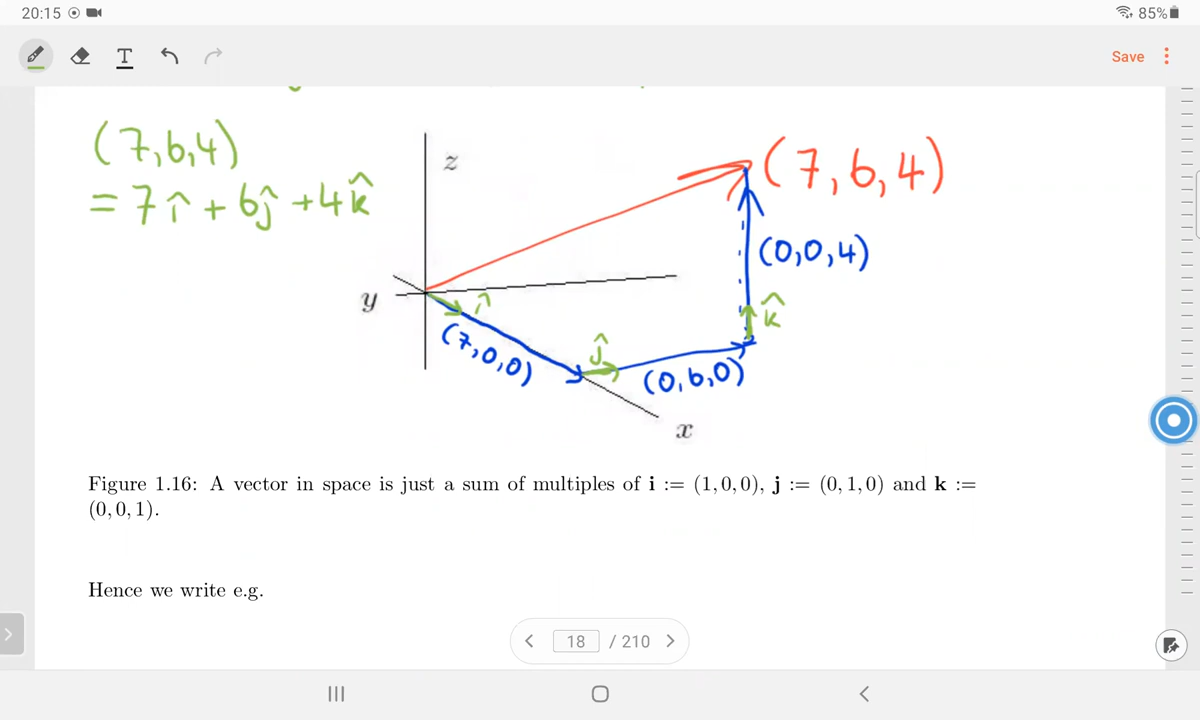 20:15
85%
T
Save
(7,6,4)
= 7î + 6ĵ + 4k̂
z
(7,6,4)
(0,0,4)
y
î
k̂
(7,0,0)
ĵ
(0,6,0)
x
Figure 1.16: A vector in space is just a sum of multiples of i := (1,0,0), j := (0,1,0) and k :=
(0,0,1).
Hence we write e.g.
18 / 210